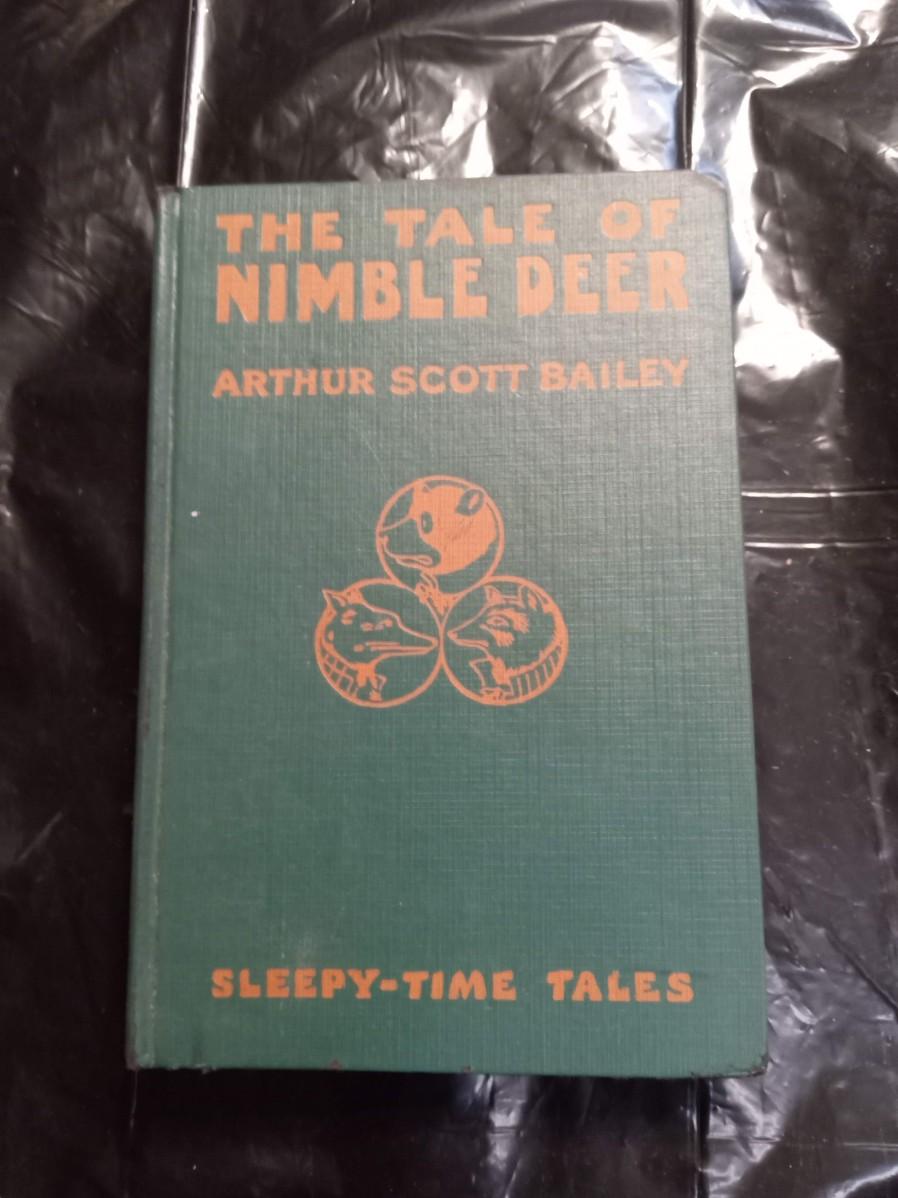 THE TALE OF
NIMBLE DEER
ARTHUR SCOTT BAILEY
SLEEPY-TIME TALES